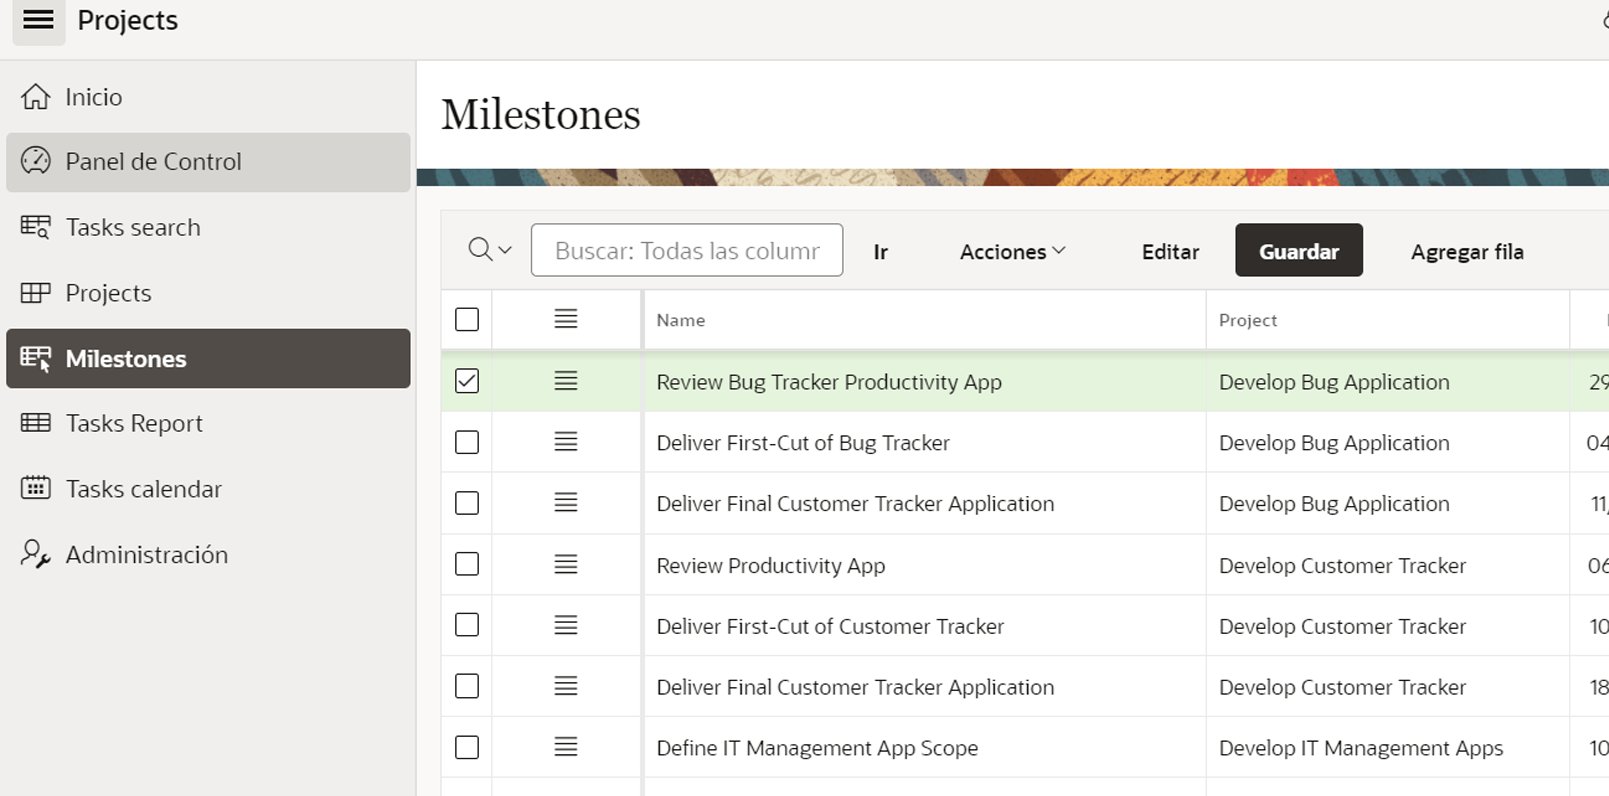 Projects
Inicio
Panel de Control
Tasks search
Projects
Milestones
Tasks Report
Tasks calendar
Administración
Milestones
Buscar: Todas las column
Ir
Acciones
Editar
Guardar
Agregar fila
Name Project
Review Bug Tracker Productivity App Develop Bug Application 29
Deliver First-Cut of Bug Tracker Develop Bug Application 04
Deliver Final Customer Tracker Application Develop Bug Application 11,
Review Productivity App Develop Customer Tracker 06
Deliver First-Cut of Customer Tracker Develop Customer Tracker 10
Deliver Final Customer Tracker Application Develop Customer Tracker 18
Define IT Management App Scope Develop IT Management Apps 10